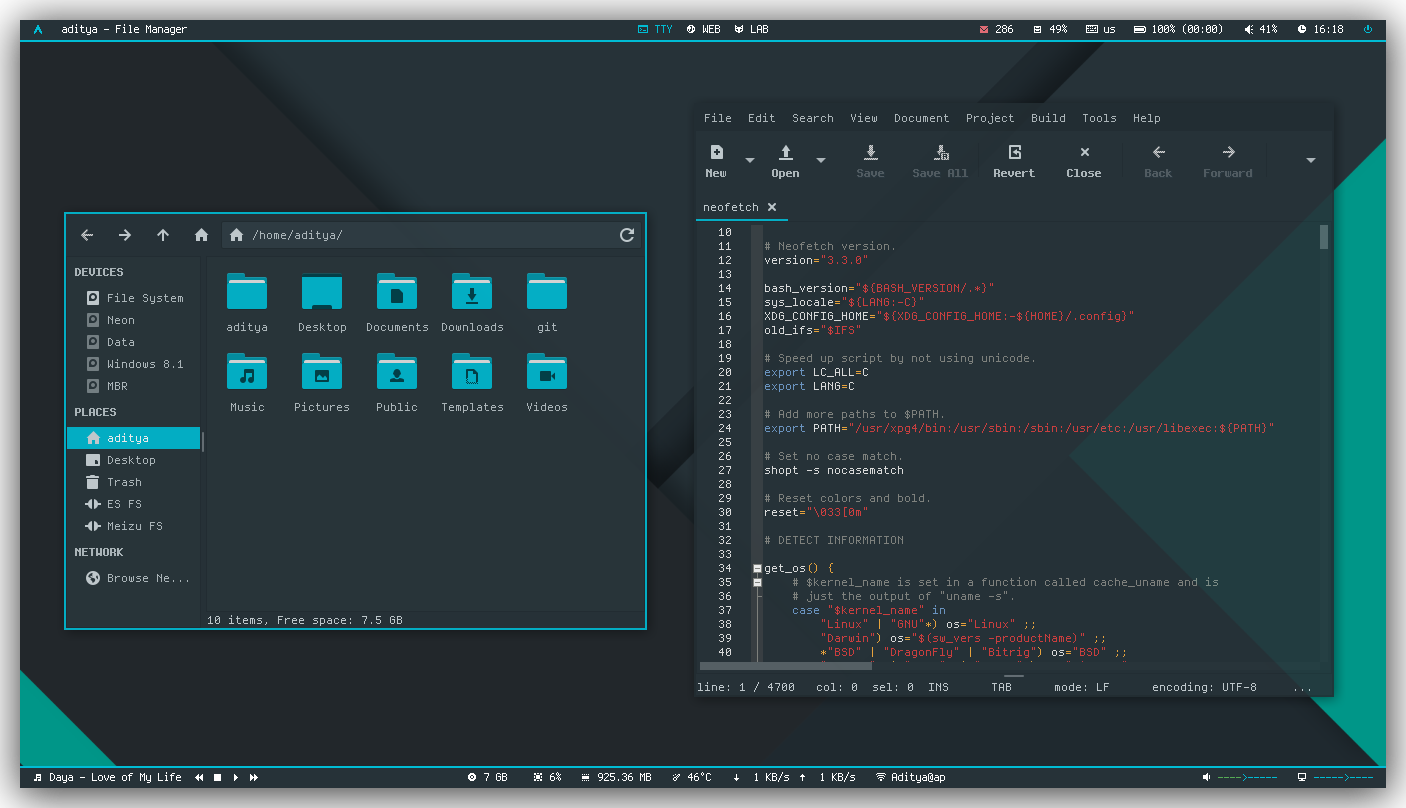 aditya - File Manager
TTY WEB LAB
286 49% us 100% (00:00) 41% 16:18
/home/aditya/
DEVICES
File System
Neon
Data
Windows 8.1
MBR
PLACES
aditya
Desktop
Trash
ES FS
Meizu FS
NETWORK
Browse Ne...
aditya Desktop Documents Downloads git
Music Pictures Public Templates Videos
10 items, Free space: 7.5 GB
File Edit Search View Document Project Build Tools Help
New Open Save Save All Revert Close Back Forward
neofetch
10
11 # Neofetch version.
12 version="3.3.0"
13
14 bash_version="${BASH_VERSION/.*}"
15 sys_locale="${LANG:-C}"
16 XDG_CONFIG_HOME="${XDG_CONFIG_HOME:-${HOME}/.config}"
17 old_ifs="$IFS"
18
19 # Speed up script by not using unicode.
20 export LC_ALL=C
21 export LANG=C
22
23 # Add more paths to $PATH.
24 export PATH="/usr/xpg4/bin:/usr/sbin:/sbin:/usr/etc:/usr/libexec:${PATH}"
25
26 # Set no case match.
27 shopt -s nocasematch
28
29 # Reset colors and bold.
30 reset="\033[0m"
31
32 # DETECT INFORMATION
33
34 get_os() {
35 # $kernel_name is set in a function called cache_uname and is
36 # just the output of "uname -s".
37 case "$kernel_name" in
38 "Linux" | "GNU"*) os="Linux" ;;
39 "Darwin") os="$(sw_vers -productName)" ;;
40 *"BSD" | "DragonFly" | "Bitrig") os="BSD" ;;
line: 1 / 4700 col: 0 sel: 0 INS TAB mode: LF encoding: UTF-8 ...
Daya - Love of My Life
7 GB 6% 925.36 MB 46°C ↓ 1 KB/s ↑ 1 KB/s Aditya@ap
---->----- ----->----